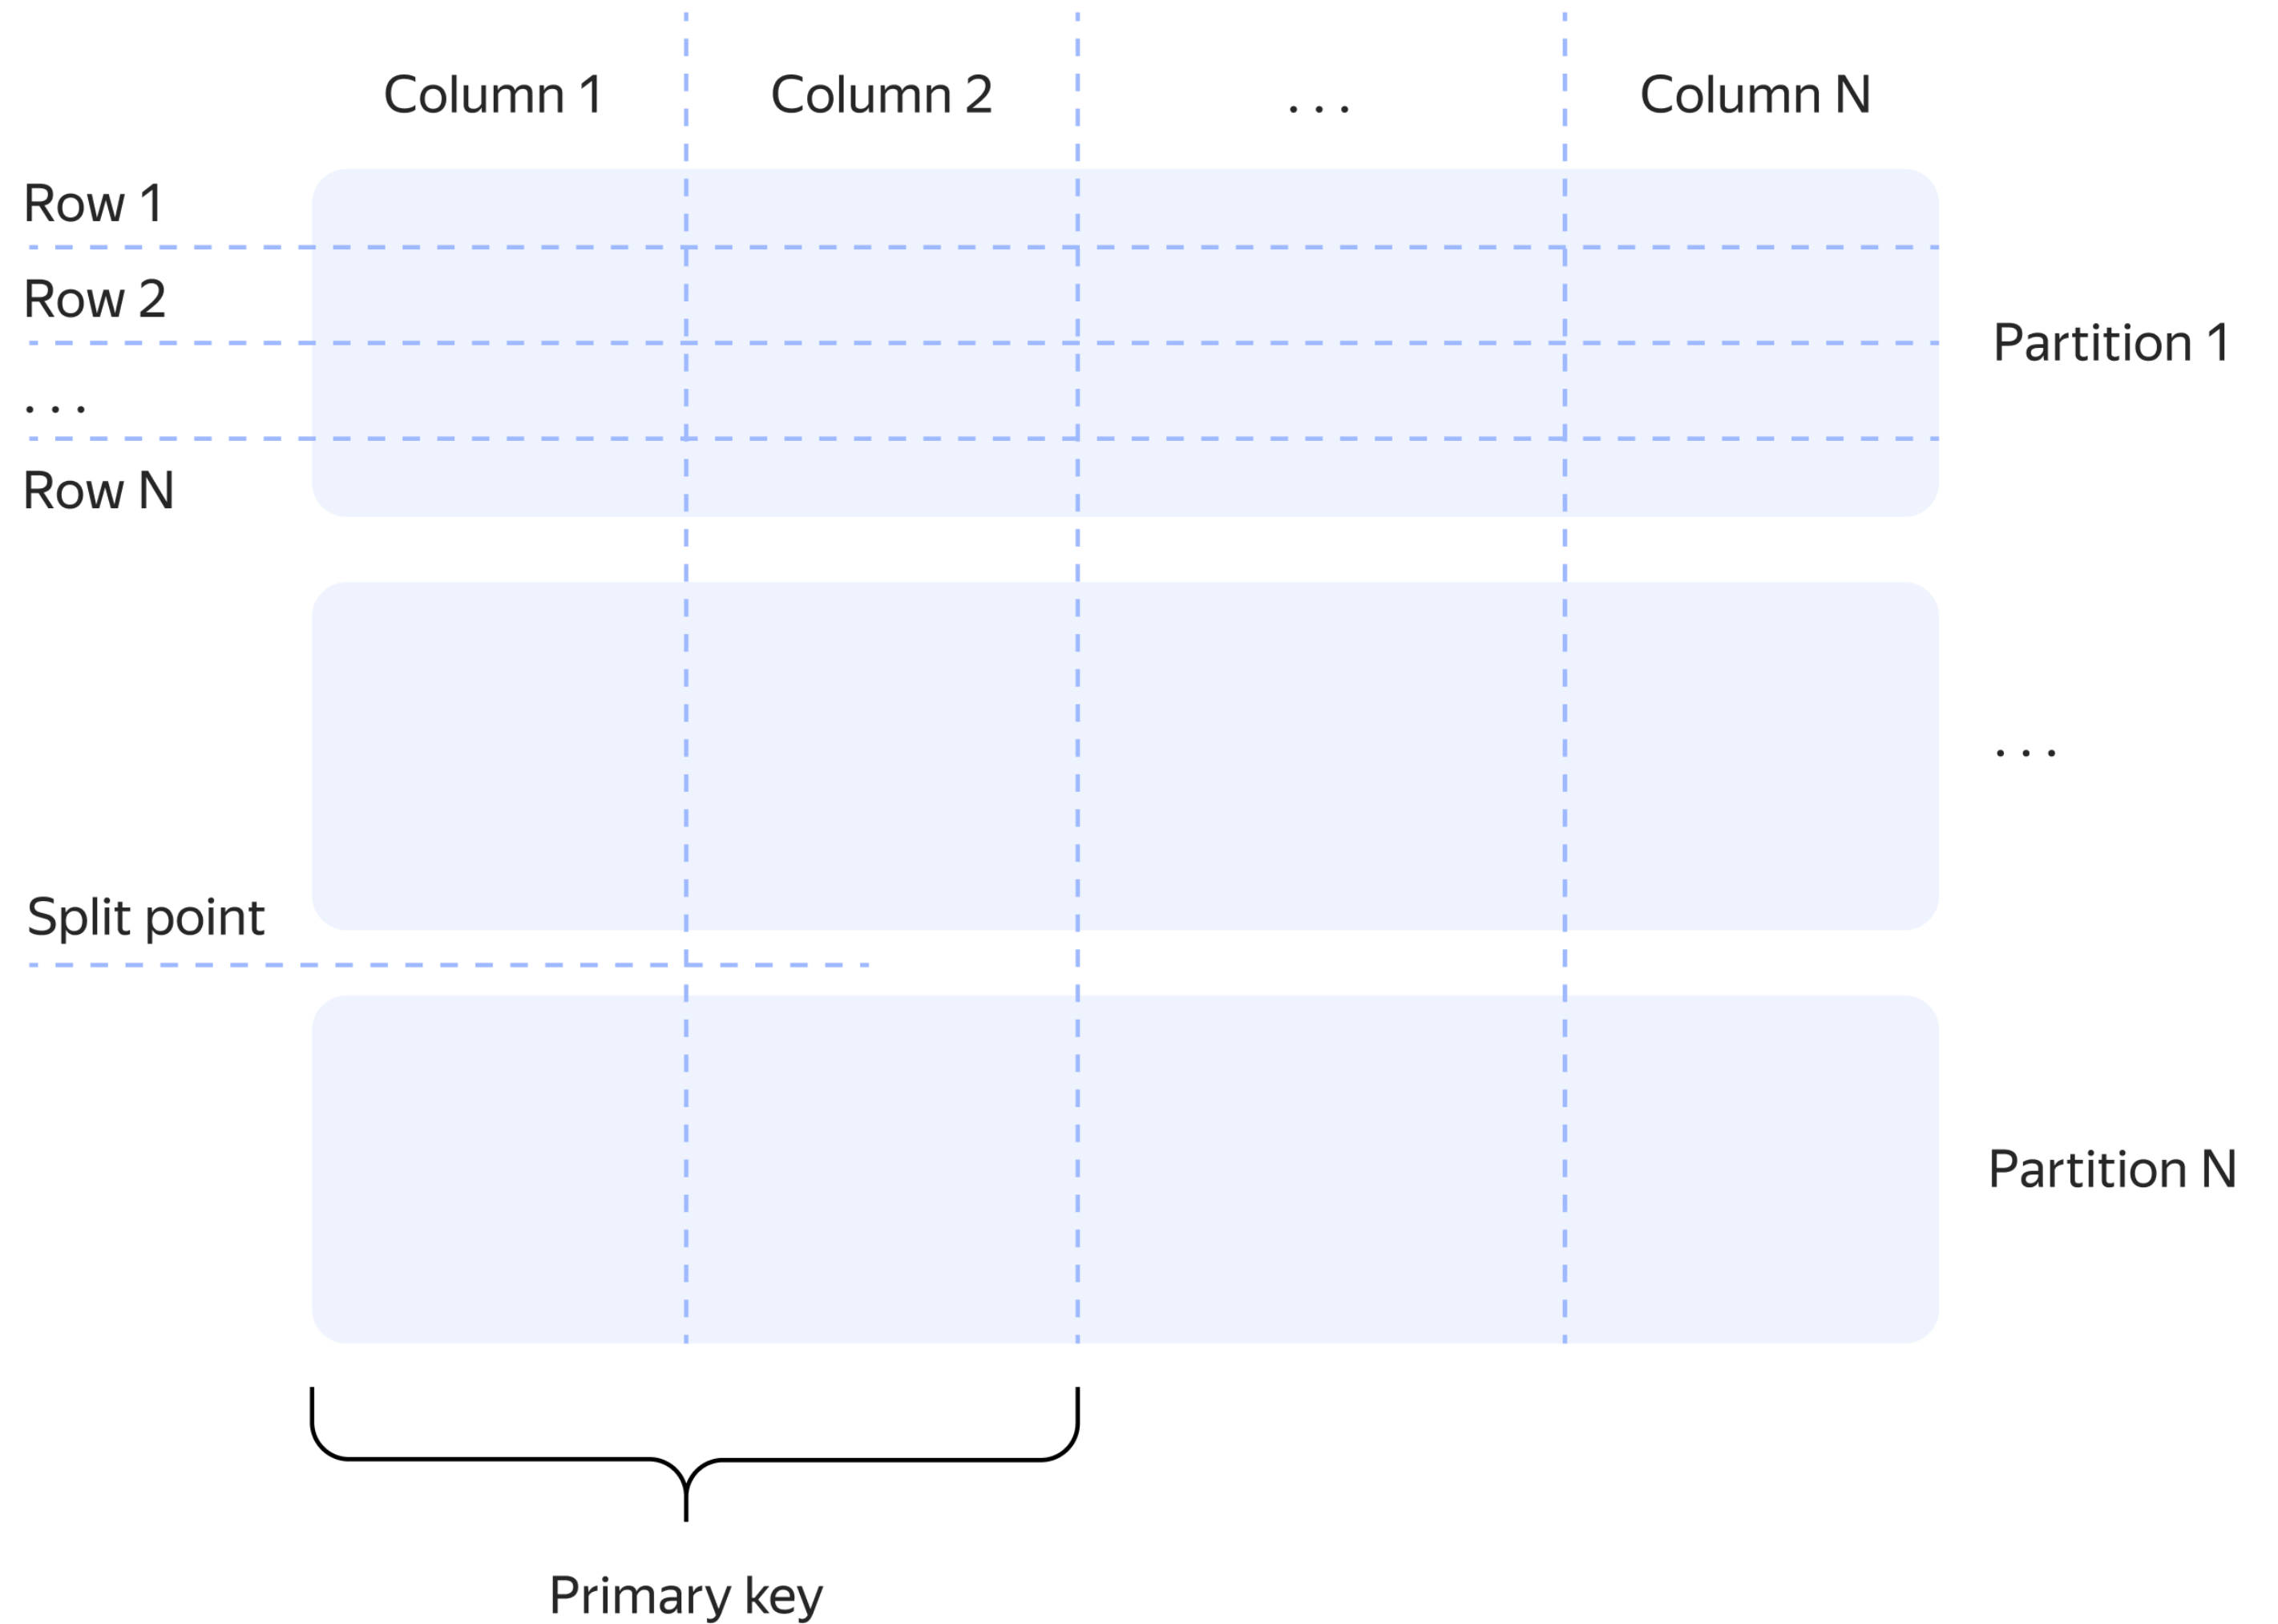 Column 1
Column 2
. . .
Column N
Row 1
Row 2
Partition 1
. . .
Row N
. . .
Split point
Partition N
Primary key